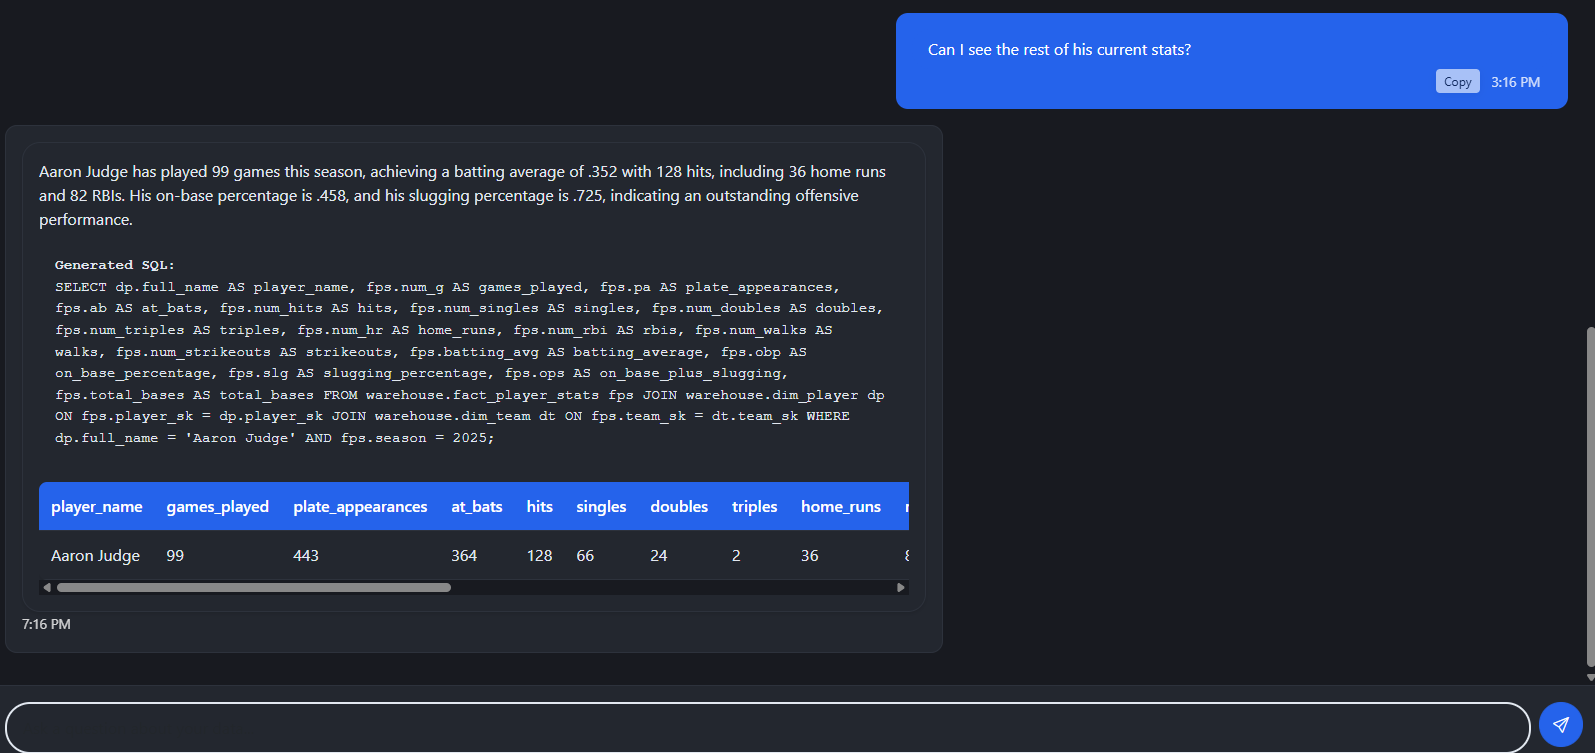 Can I see the rest of his current stats?
Copy 3:16 PM
Aaron Judge has played 99 games this season, achieving a batting average of .352 with 128 hits, including 36 home runs
and 82 RBIs. His on-base percentage is .458, and his slugging percentage is .725, indicating an outstanding offensive
performance.
Generated SQL:
SELECT dp.full_name AS player_name, fps.num_g AS games_played, fps.pa AS plate_appearances,
fps.ab AS at_bats, fps.num_hits AS hits, fps.num_singles AS singles, fps.num_doubles AS doubles,
fps.num_triples AS triples, fps.num_hr AS home_runs, fps.num_rbi AS rbis, fps.num_walks AS
walks, fps.num_strikeouts AS strikeouts, fps.batting_avg AS batting_average, fps.obp AS
on_base_percentage, fps.slg AS slugging_percentage, fps.ops AS on_base_plus_slugging,
fps.total_bases AS total_bases FROM warehouse.fact_player_stats fps JOIN warehouse.dim_player dp
ON fps.player_sk = dp.player_sk JOIN warehouse.dim_team dt ON fps.team_sk = dt.team_sk WHERE
dp.full_name = 'Aaron Judge' AND fps.season = 2025;
player_name games_played plate_appearances at_bats hits singles doubles triples home_runs
Aaron Judge 99 443 364 128 66 24 2 36
7:16 PM